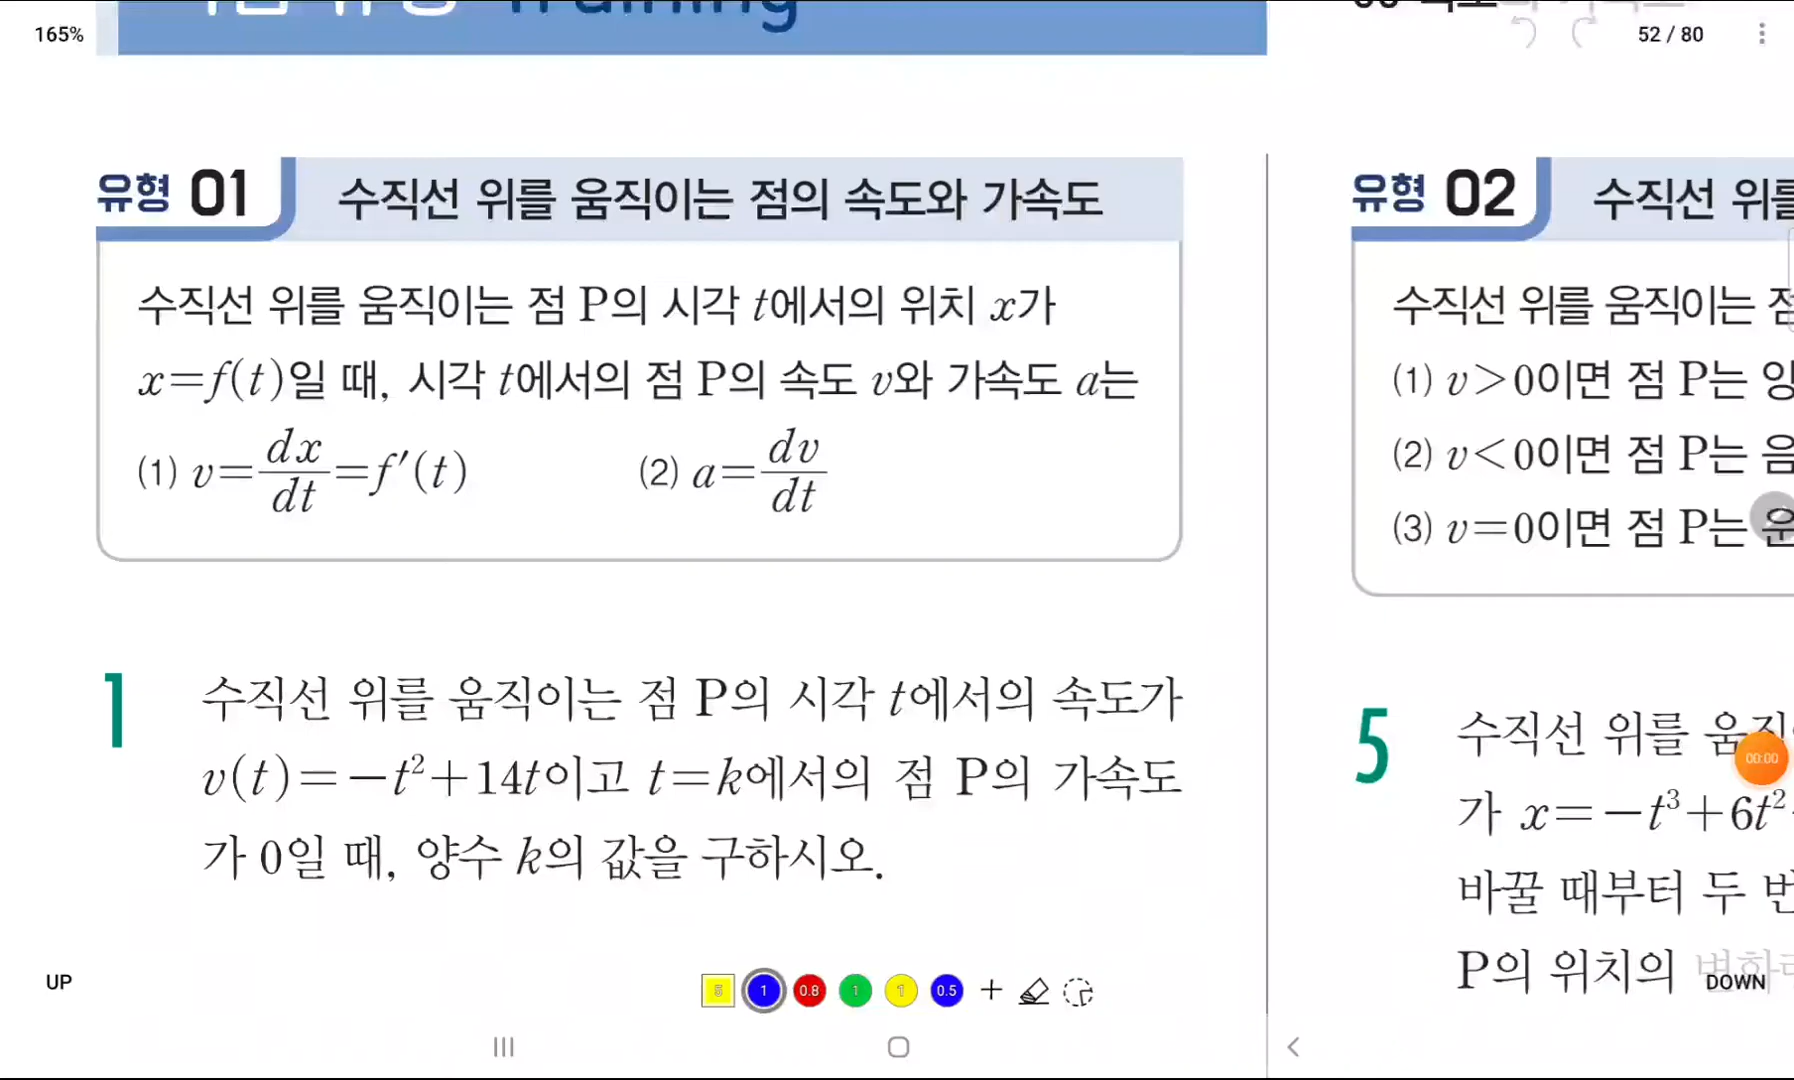 Training
165%
52 / 80
유형 01 수직선 위를 움직이는 점의 속도와 가속도
수직선 위를 움직이는 점 P의 시각 t에서의 위치 x가
x=f(t)일 때, 시각 t에서의 점 P의 속도 v와 가속도 a는
(1) v=dx/dt=f′(t) (2) a=dv/dt
1 수직선 위를 움직이는 점 P의 시각 t에서의 속도가
v(t)=−t²+14t이고 t=k에서의 점 P의 가속도
가 0일 때, 양수 k의 값을 구하시오.
유형 02 수직선 위를
수직선 위를 움직이는 점
(1) v>0이면 점 P는
(2) v<0이면 점 P는
(3) v=0이면 점 P는
5 수직선 위를
00:00
가 x=−t³+6t²
바꿀 때부터 두
P의 위치의
UP
DOWN
5 1 0.8 1 1 0.5